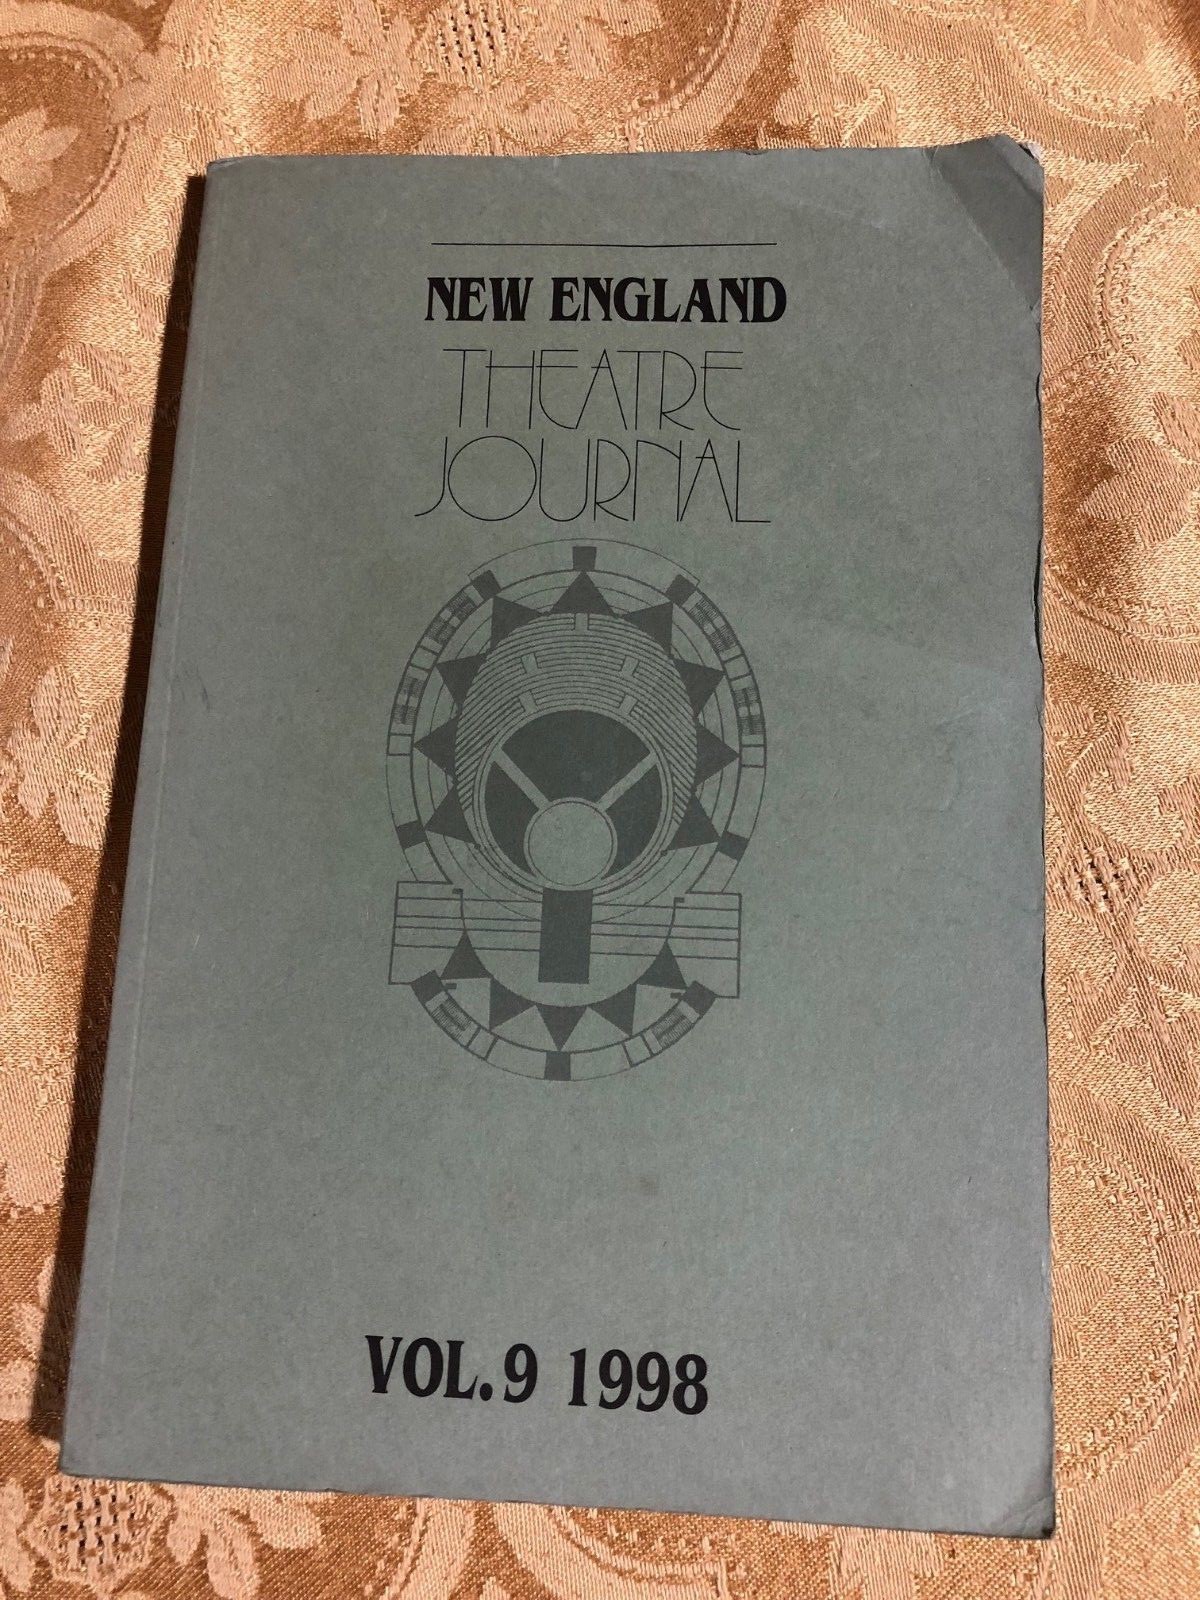 NEW ENGLAND
THEATRE
JOURNAL
VOL.9 1998